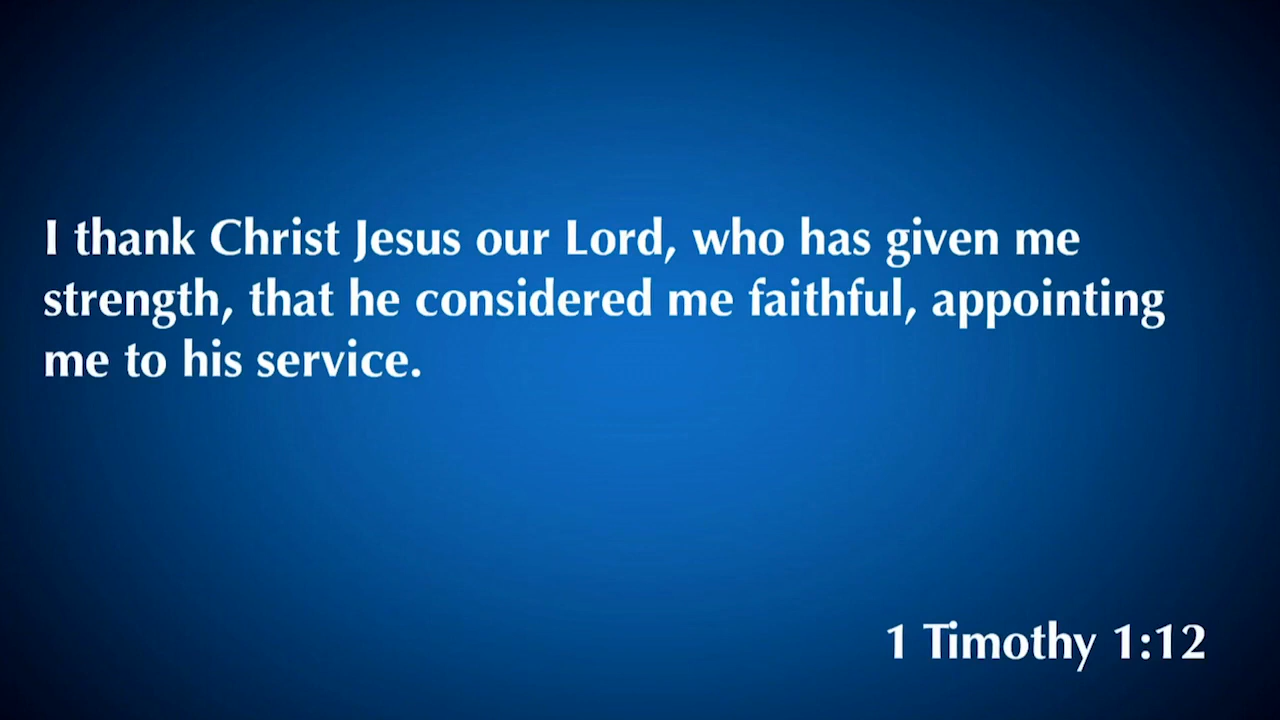 I thank Christ Jesus our Lord, who has given me
strength, that he considered me faithful, appointing
me to his service.
1 Timothy 1:12